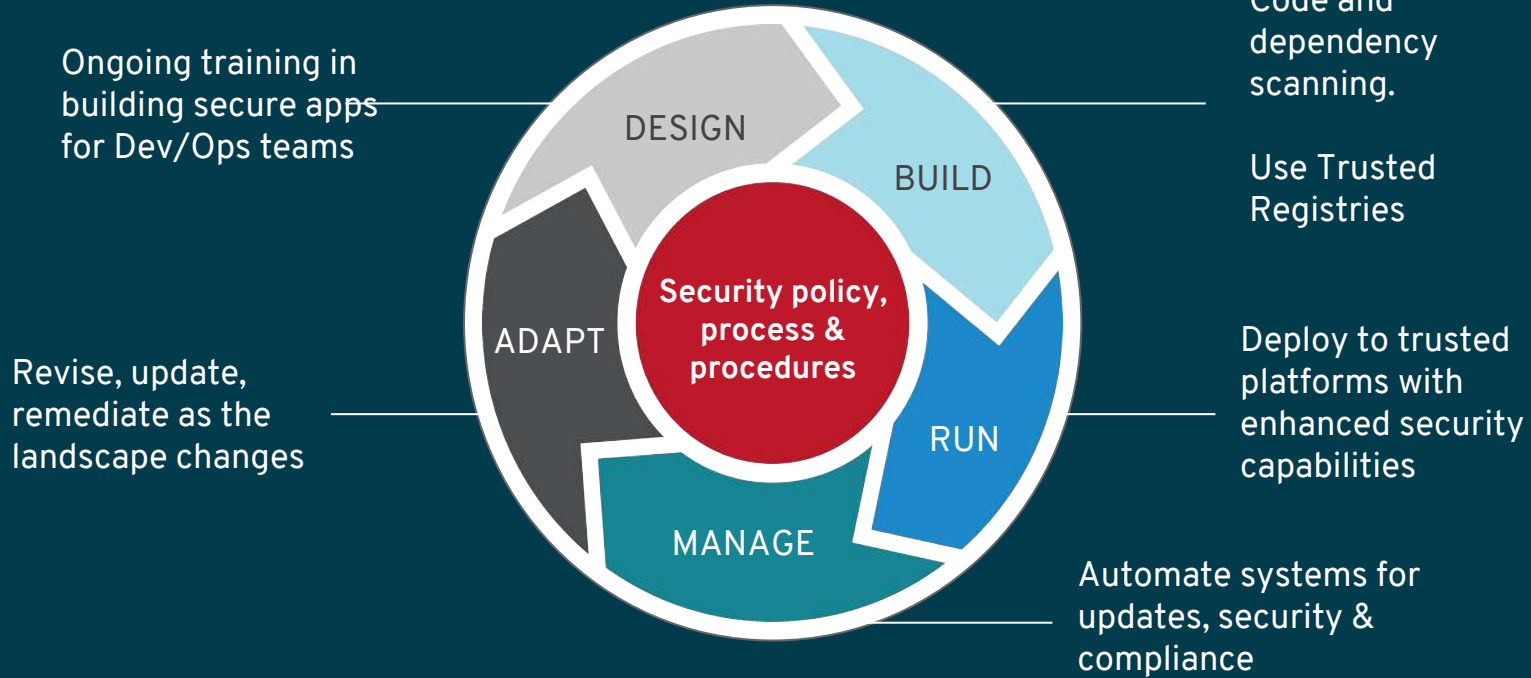 Ongoing training in
building secure apps
for Dev/Ops teams
DESIGN
Code and
dependency
scanning.
Use Trusted
Registries
BUILD
Security policy,
process &
procedures
ADAPT
Revise, update,
remediate as the
landscape changes
RUN
Deploy to trusted
platforms with
enhanced security
capabilities
MANAGE
Automate systems for
updates, security &
compliance